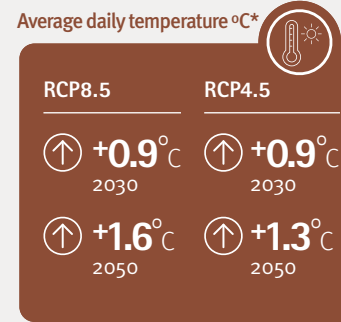 Average daily temperature ºC*
RCP8.5 RCP4.5
+0.9°C +0.9°C
2030 2030
+1.6°C +1.3°C
2050 2050